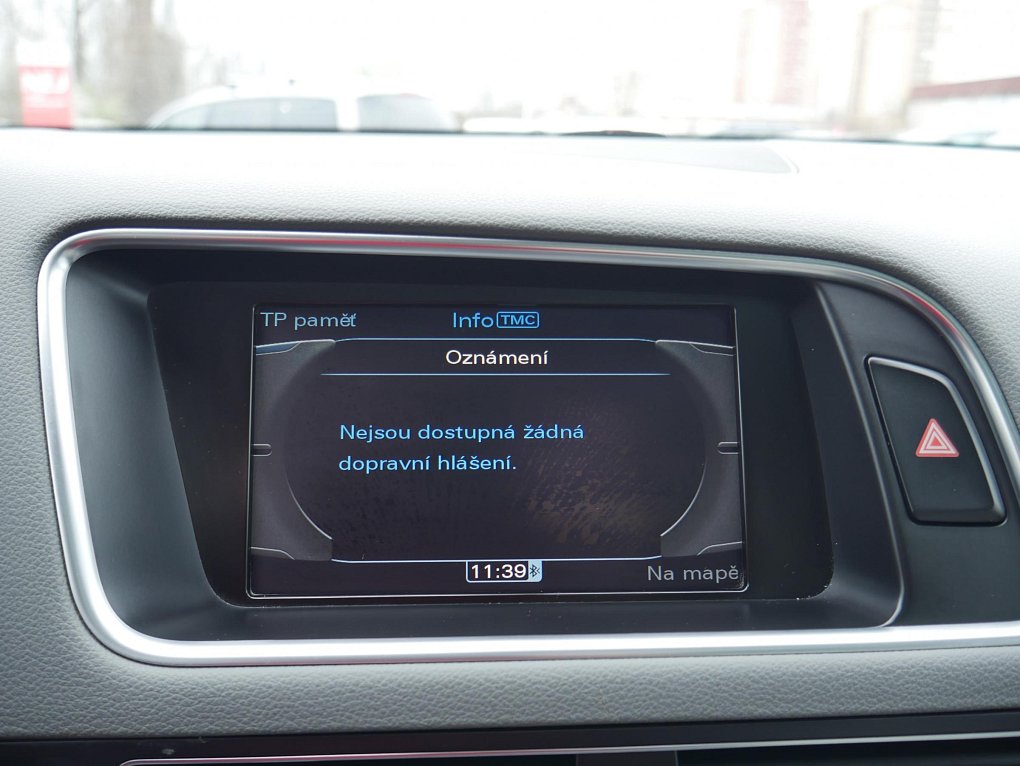 TP paměť
Info TMC
Oznámení
Nejsou dostupná žádná
dopravní hlášení.
11:39
Na mapě